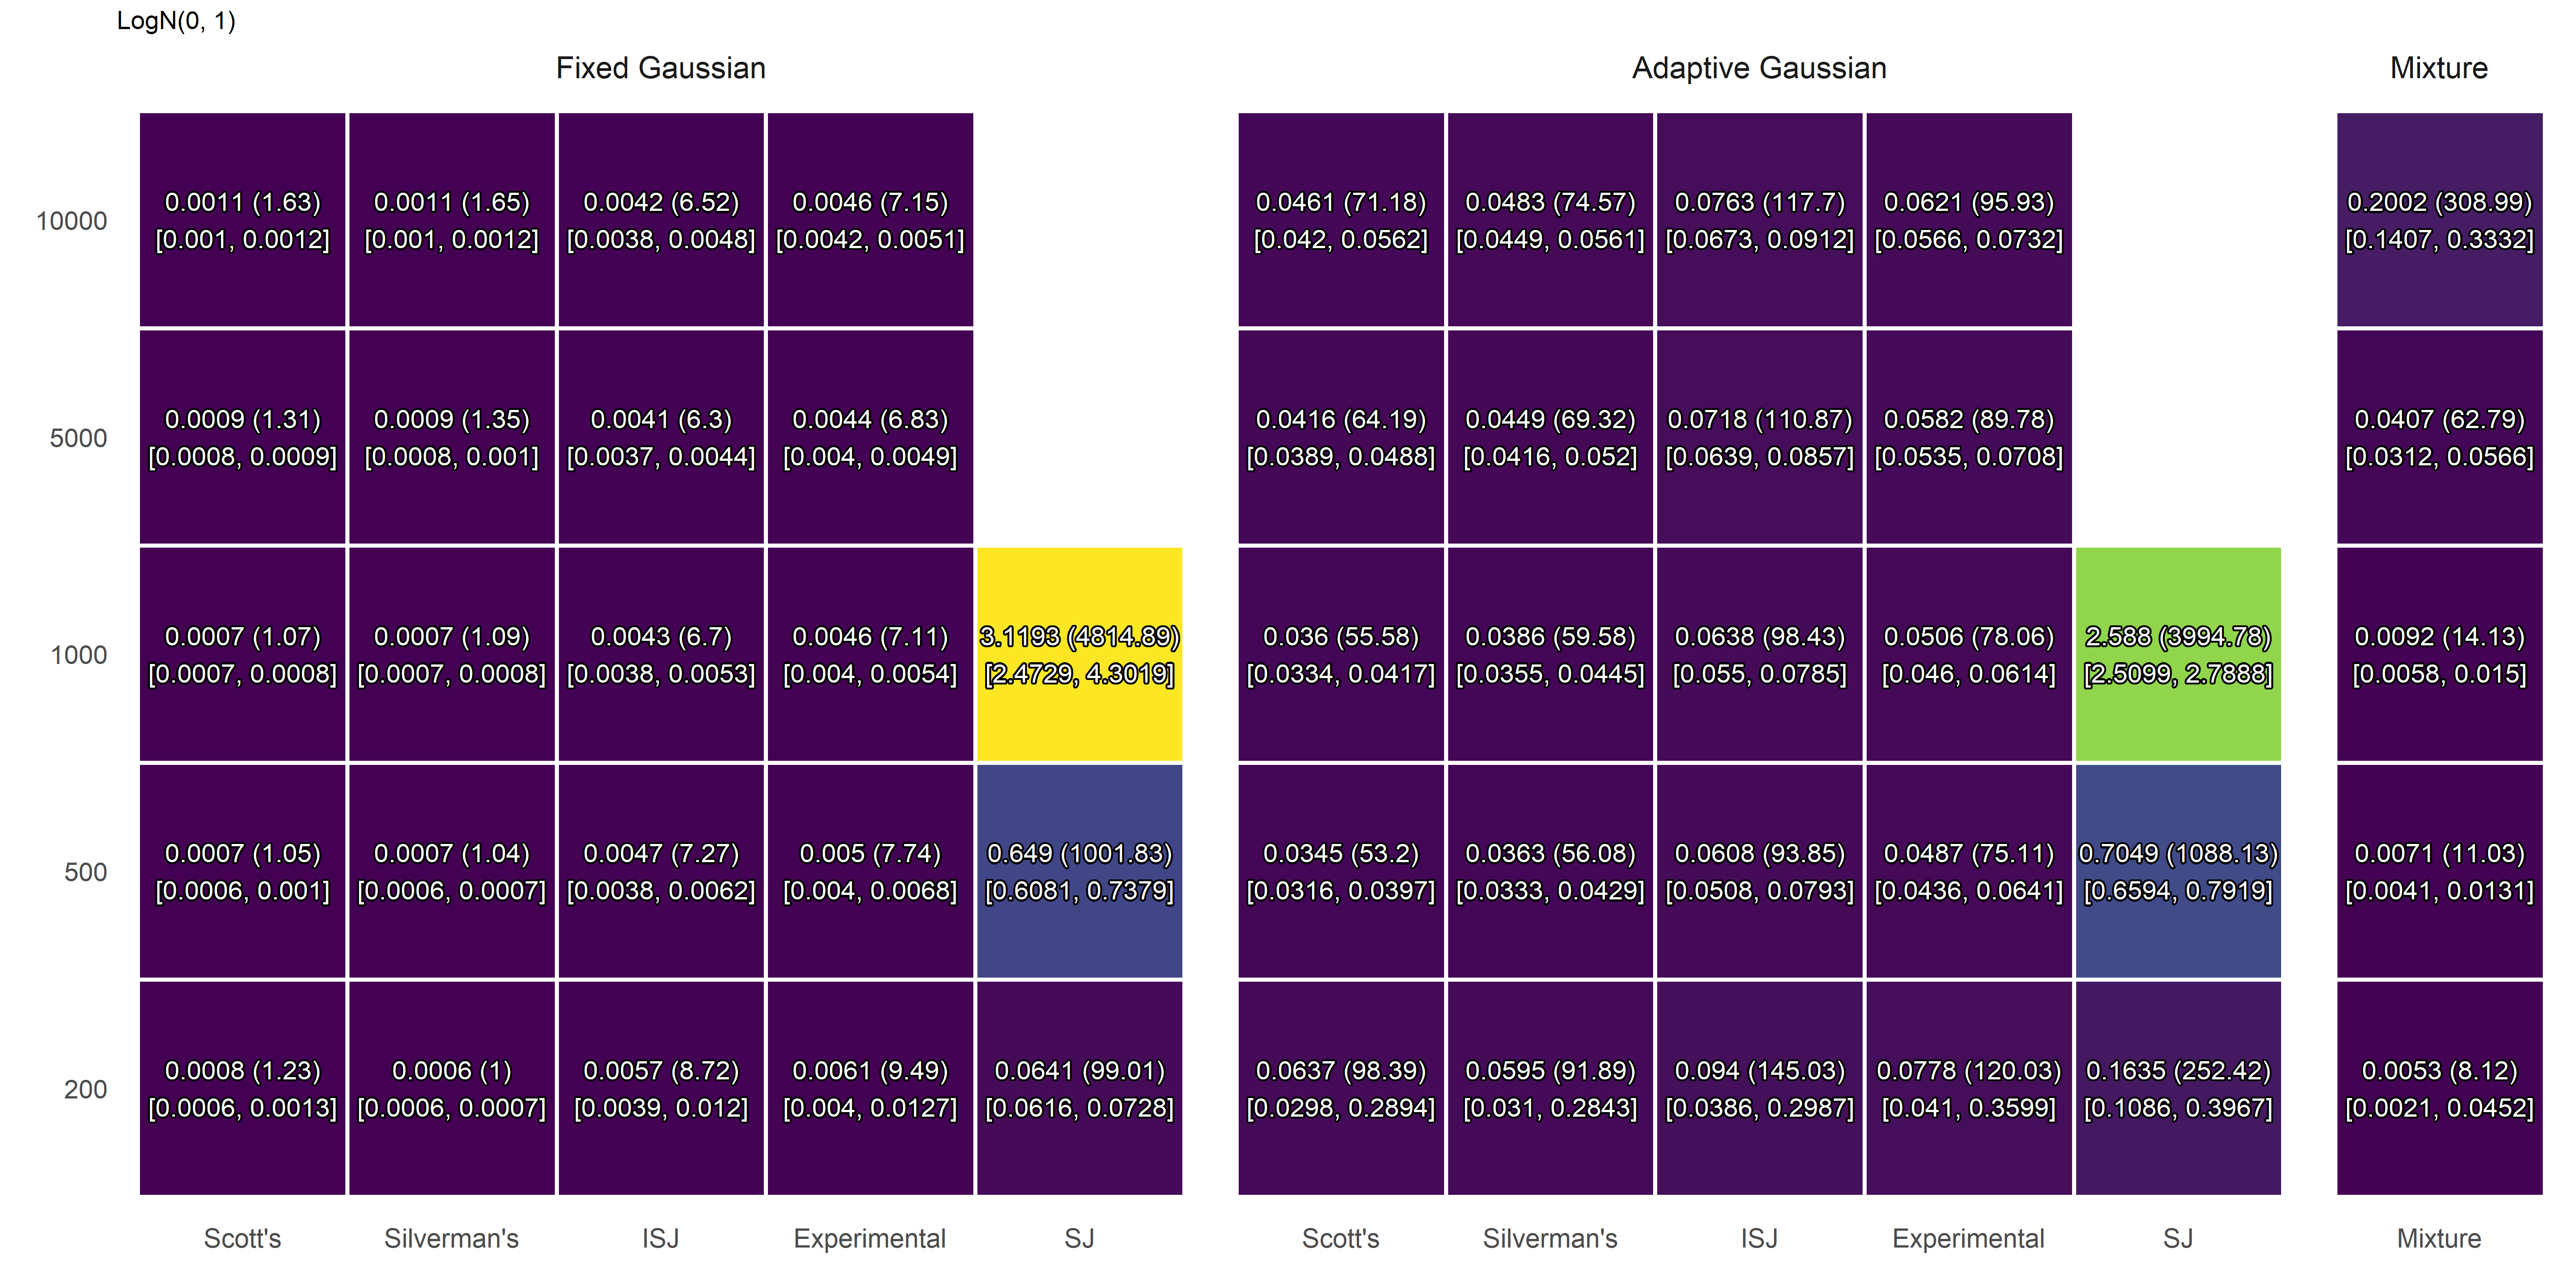 LogN(0, 1)
Fixed Gaussian Adaptive Gaussian Mixture
10000
0.0011 (1.63) 0.0011 (1.65) 0.0042 (6.52) 0.0046 (7.15) 0.0461 (71.18) 0.0483 (74.57) 0.0763 (117.7) 0.0621 (95.93) 0.2002 (308.99)
[0.001, 0.0012] [0.001, 0.0012] [0.0038, 0.0048] [0.0042, 0.0051] [0.042, 0.0562] [0.0449, 0.0561] [0.0673, 0.0912] [0.0566, 0.0732] [0.1407, 0.3332]
5000
0.0009 (1.31) 0.0009 (1.35) 0.0041 (6.3) 0.0044 (6.83) 0.0416 (64.19) 0.0449 (69.32) 0.0718 (110.87) 0.0582 (89.78) 0.0407 (62.79)
[0.0008, 0.0009] [0.0008, 0.001] [0.0037, 0.0044] [0.004, 0.0049] [0.0389, 0.0488] [0.0416, 0.052] [0.0639, 0.0857] [0.0535, 0.0708] [0.0312, 0.0566]
1000
0.0007 (1.07) 0.0007 (1.09) 0.0043 (6.7) 0.0046 (7.11) 3.1193 (4814.89) 0.036 (55.58) 0.0386 (59.58) 0.0638 (98.43) 0.0506 (78.06) 2.588 (3994.78) 0.0092 (14.13)
[0.0007, 0.0008] [0.0007, 0.0008] [0.0038, 0.0053] [0.004, 0.0054] [2.4729, 4.3019] [0.0334, 0.0417] [0.0355, 0.0445] [0.055, 0.0785] [0.046, 0.0614] [2.5099, 2.7888] [0.0058, 0.015]
500
0.0007 (1.05) 0.0007 (1.04) 0.0047 (7.27) 0.005 (7.74) 0.649 (1001.83) 0.0345 (53.2) 0.0363 (56.08) 0.0608 (93.85) 0.0487 (75.11) 0.7049 (1088.13) 0.0071 (11.03)
[0.0006, 0.001] [0.0006, 0.0007] [0.0038, 0.0062] [0.004, 0.0068] [0.6081, 0.7379] [0.0316, 0.0397] [0.0333, 0.0429] [0.0508, 0.0793] [0.0436, 0.0641] [0.6594, 0.7919] [0.0041, 0.0131]
200
0.0008 (1.23) 0.0006 (1) 0.0057 (8.72) 0.0061 (9.49) 0.0641 (99.01) 0.0637 (98.39) 0.0595 (91.89) 0.094 (145.03) 0.0778 (120.03) 0.1635 (252.42) 0.0053 (8.12)
[0.0006, 0.0013] [0.0006, 0.0007] [0.0039, 0.012] [0.004, 0.0127] [0.0616, 0.0728] [0.0298, 0.2894] [0.031, 0.2843] [0.0386, 0.2987] [0.041, 0.3599] [0.1086, 0.3967] [0.0021, 0.0452]
Scott's Silverman's ISJ Experimental SJ Scott's Silverman's ISJ Experimental SJ Mixture